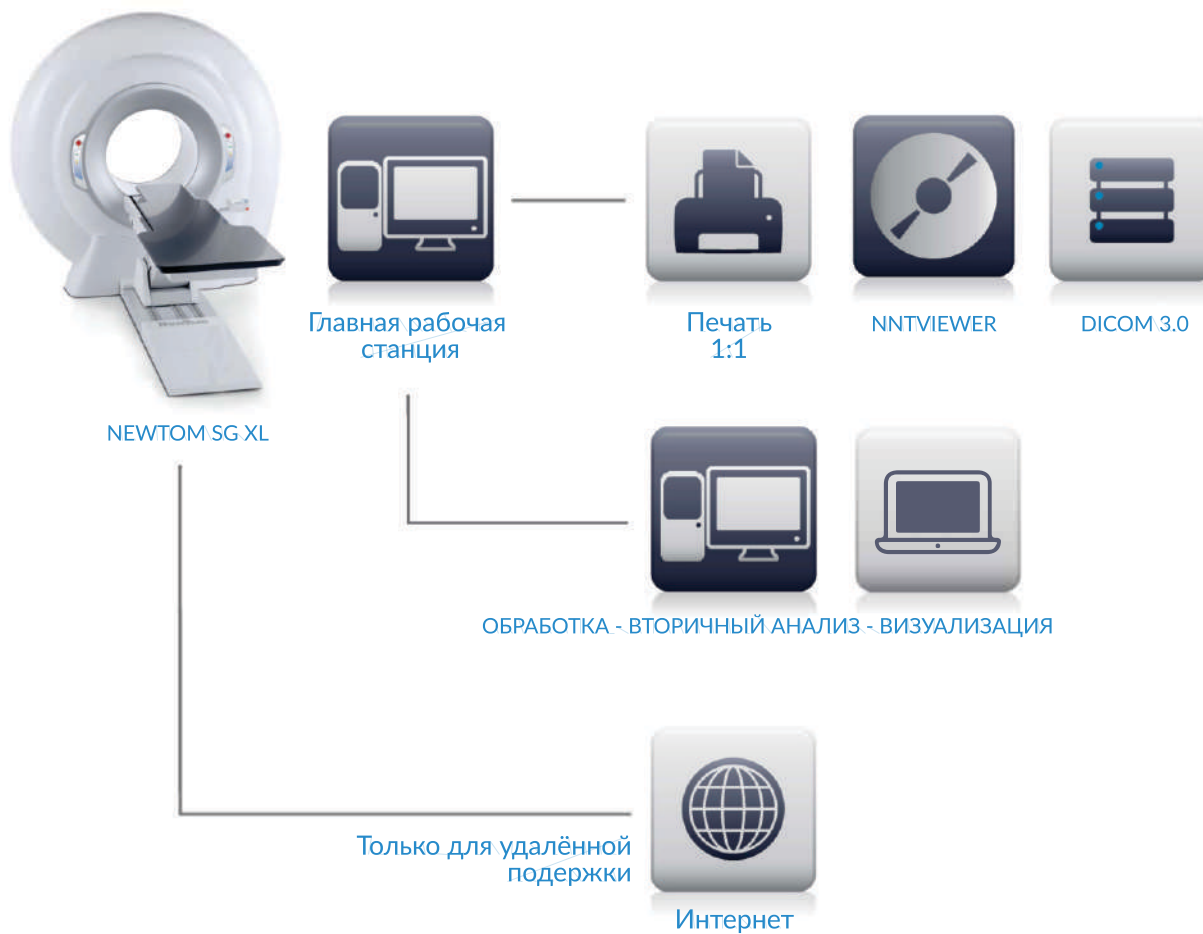 Главная рабочая
станция
Печать
1:1
NNTVIEWER
DICOM 3.0
NEWTOM SG XL
ОБРАБОТКА - ВТОРИЧНЫЙ АНАЛИЗ - ВИЗУАЛИЗАЦИЯ
Только для удалённой
подержки
Интернет